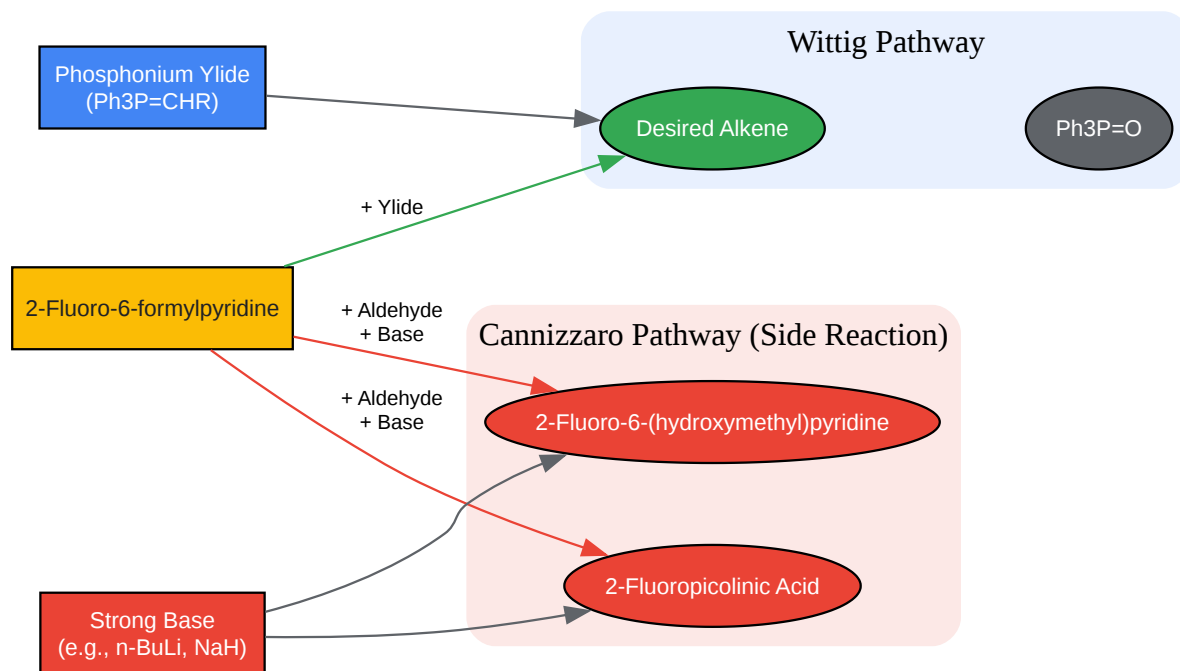 Wittig Pathway
Phosphonium Ylide
(Ph3P=CHR)
Desired Alkene
Ph3P=O
+ Ylide
2-Fluoro-6-formylpyridine
+ Aldehyde
+ Base
Cannizzaro Pathway (Side Reaction)
+ Aldehyde
+ Base
2-Fluoro-6-(hydroxymethyl)pyridine
2-Fluoropicolinic Acid
Strong Base
(e.g., n-BuLi, NaH)